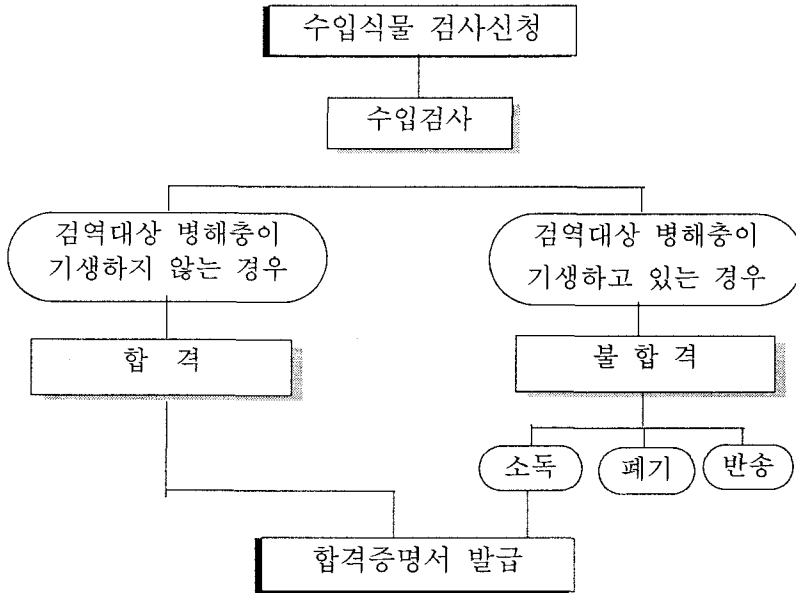 수입식물 검사신청
수입검사
검역대상 병해충이
기생하지 않는 경우
검역대상 병해충이
기생하고 있는 경우
합 격
불 합 격
소독
폐기
반송
합격증명서 발급